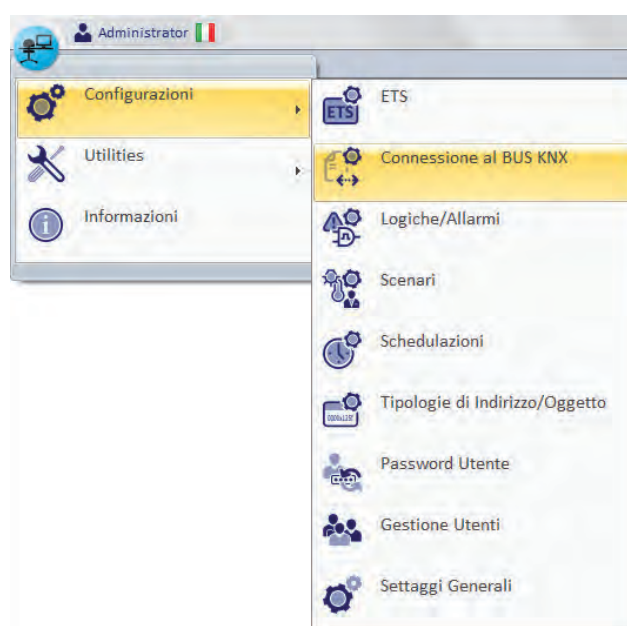 Administrator
Configurazioni
Utilities
Informazioni
ETS
ETS
Connessione al BUS KNX
Logiche/Allarmi
Scenari
Schedulazioni
Tipologie di Indirizzo/Oggetto
Password Utente
Gestione Utenti
Settaggi Generali